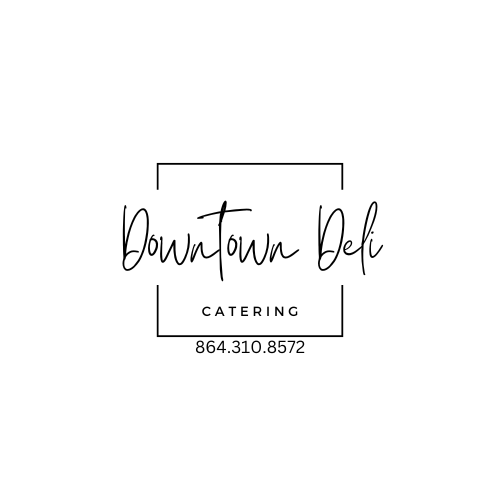 Downtown Deli
CATERING
864.310.8572